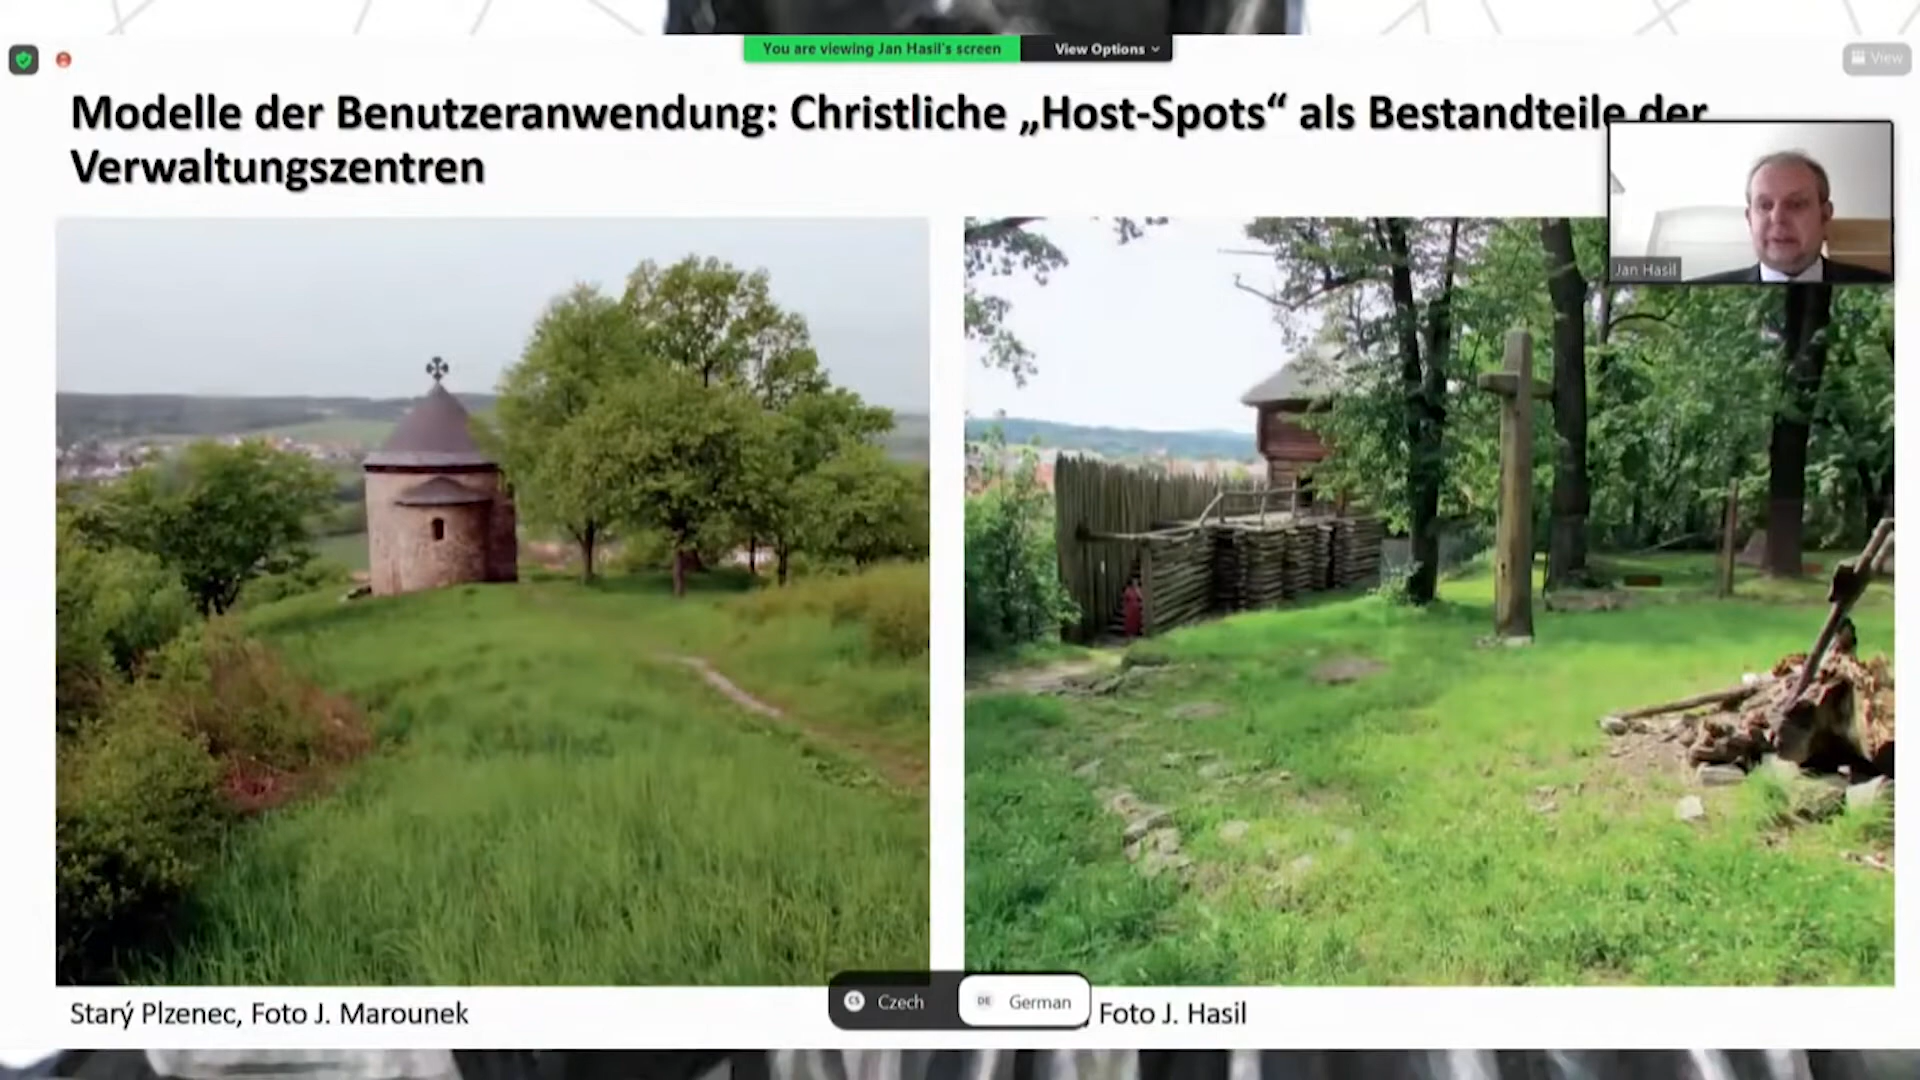 You are viewing Jan Hasil's screen
View Options
View
Modelle der Benutzeranwendung: Christliche „Host-Spots“ als Bestandteile der
Verwaltungszentren
Jan Hasil
CS Czech
DE German
Starý Plzenec, Foto J. Marounek
, Foto J. Hasil